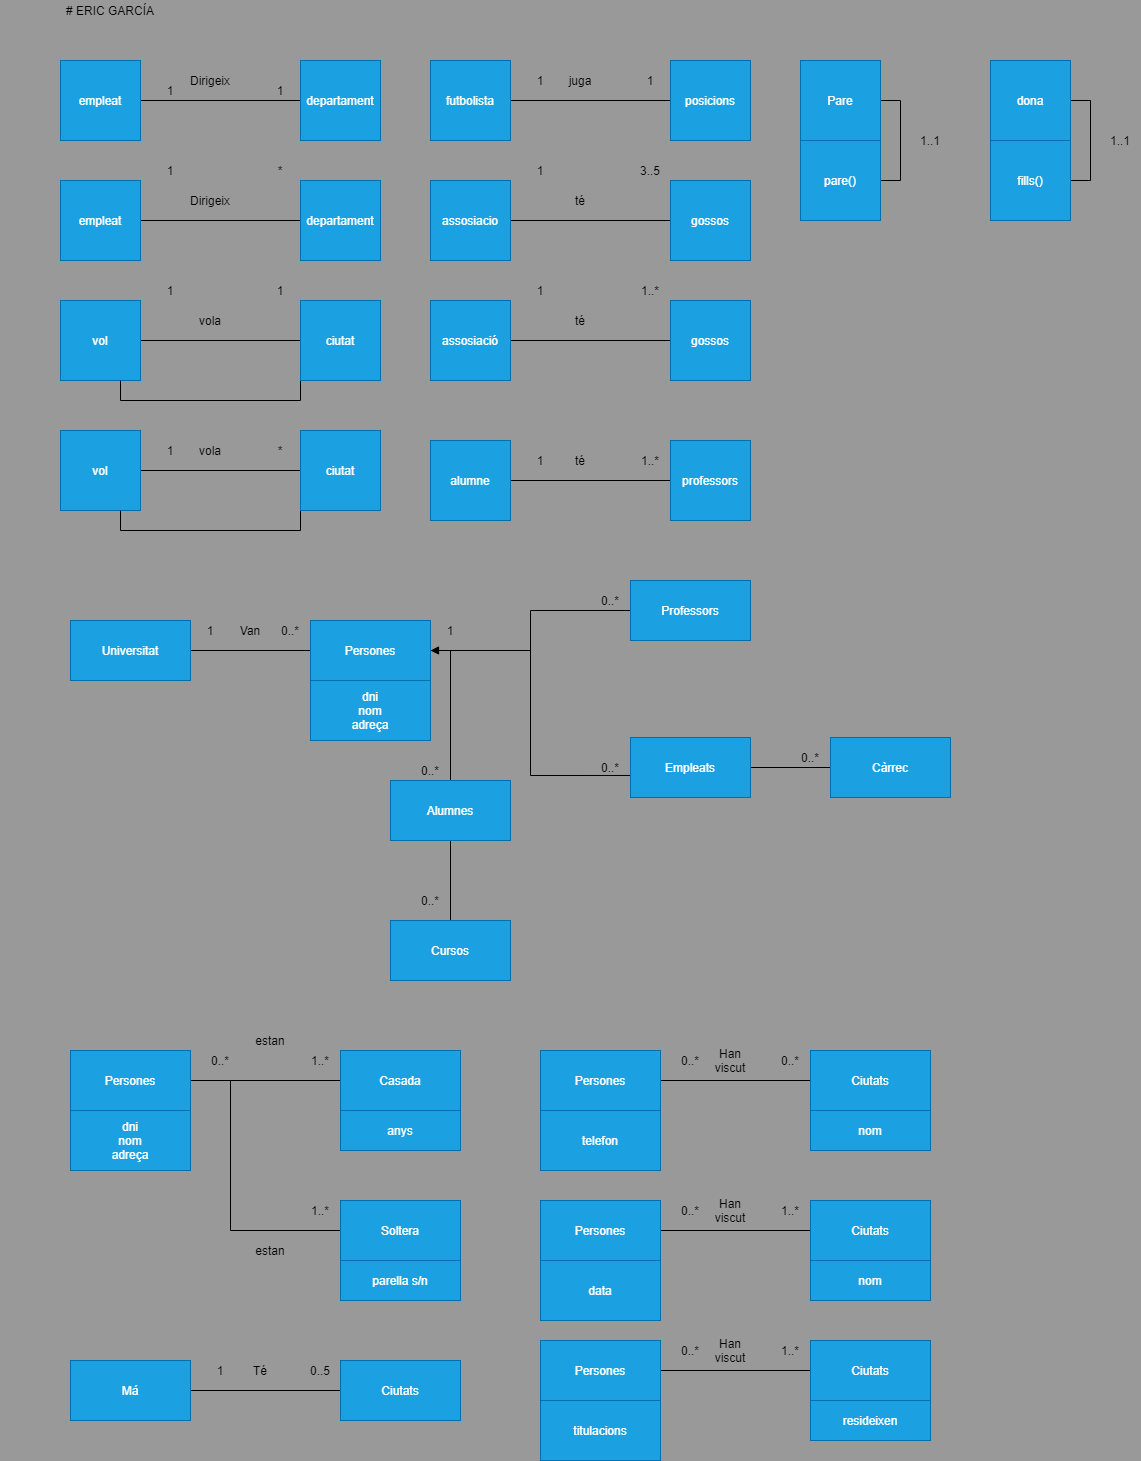 # ERIC GARCÍA
empleat
1
Dirigeix
1
departament
futbolista
1
juga
1
posicions
Pare
pare()
1..1
dona
fills()
1..1
empleat
1
Dirigeix
*
departament
assosiacio
1
té
3..5
gossos
vol
1
vola
1
ciutat
assosiació
1
té
1..*
gossos
vol
1
vola
*
ciutat
alumne
1
té
1..*
professors
Universitat
1
Van
0..*
Persones
dni
nom
adreça
1
0..*
Professors
0..*
Empleats
0..*
Càrrec
0..*
Alumnes
0..*
Cursos
Persones
dni
nom
adreça
0..*
estan
1..*
Casada
anys
1..*
estan
Soltera
parella s/n
Persones
telefon
0..*
Han
viscut
0..*
Ciutats
nom
Persones
data
0..*
Han
viscut
1..*
Ciutats
nom
Má
1
Té
0..5
Ciutats
Persones
titulacions
0..*
Han
viscut
1..*
Ciutats
resideixen